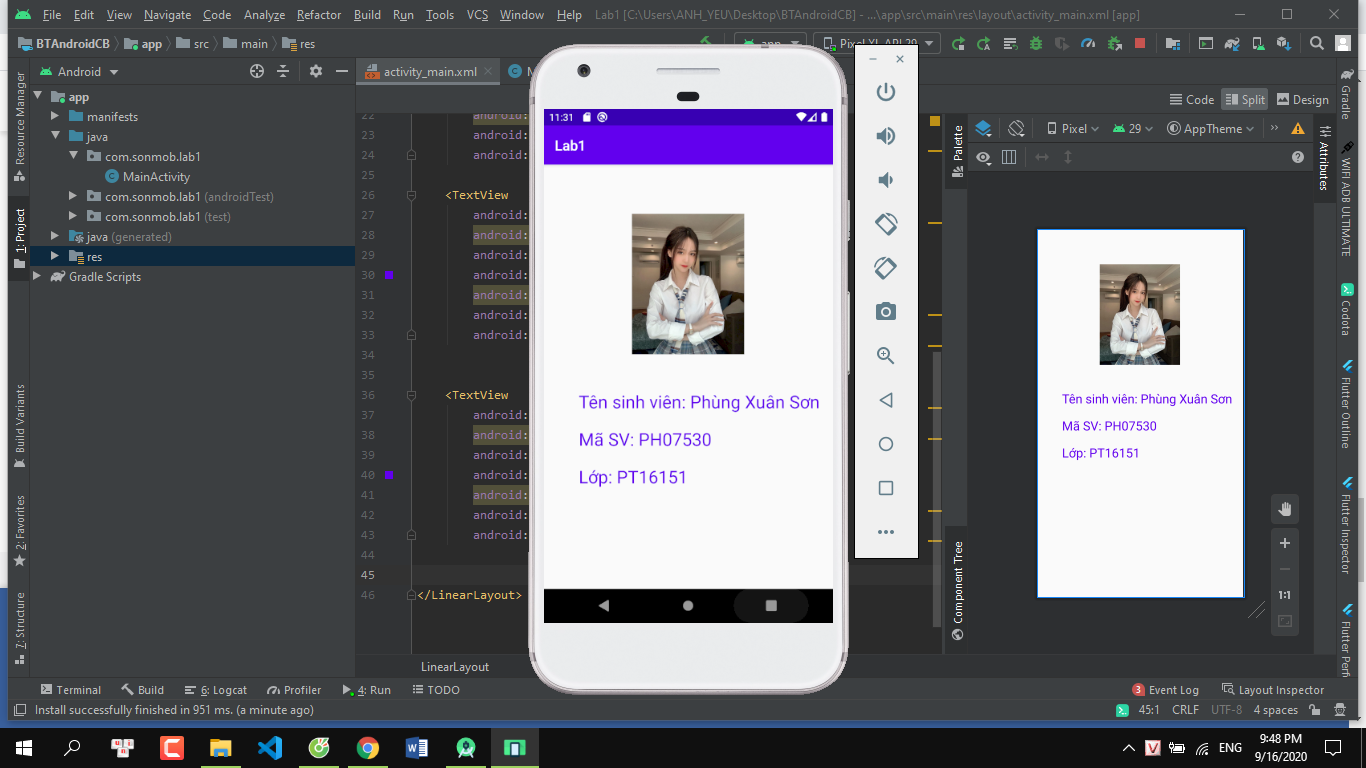 File Edit View Navigate Code Analyze Refactor Build Run Tools VCS Window Help Lab1 [C:\Users\ANH_YEU\Desktop\BTAndroidCB] - ...\app\src\main\res\layout\activity_main.xml [app]
BTAndroidCB app src main res app Pixel XL API 29
Android activity_main.xml
Code Split Design
Resource Manager
1: Project
Build Variants
2: Favorites
7: Structure
app
manifests
java
com.sonmob.lab1
MainActivity
com.sonmob.lab1 (androidTest)
com.sonmob.lab1 (test)
java (generated)
res
Gradle Scripts
22 android:
23 android:
24 android:
25
26 <TextView
27 android:
28 android:
29 android:
30 android:
31 android:
32 android:
33 android:
34
35
36 <TextView
37 android:
38 android:
39 android:
40 android:
41 android:
42 android:
43 android:
44
45
46 </LinearLayout>
LinearLayout
11:31
Lab1
Tên sinh viên: Phùng Xuân Sơn
Mã SV: PH07530
Lớp: PT16151
Palette
Component Tree
Pixel 29 AppTheme
Tên sinh viên: Phùng Xuân Sơn
Mã SV: PH07530
Lớp: PT16151
1:1
Attributes
Gradle
WIFI ADB ULTIMATE
Codota
Flutter Outline
Flutter Inspector
Flutter Perf
Terminal Build 6: Logcat Profiler 4: Run TODO 3 Event Log Layout Inspector
Install successfully finished in 951 ms. (a minute ago) 45:1 CRLF UTF-8 4 spaces
ENG 9:48 PM
9/16/2020